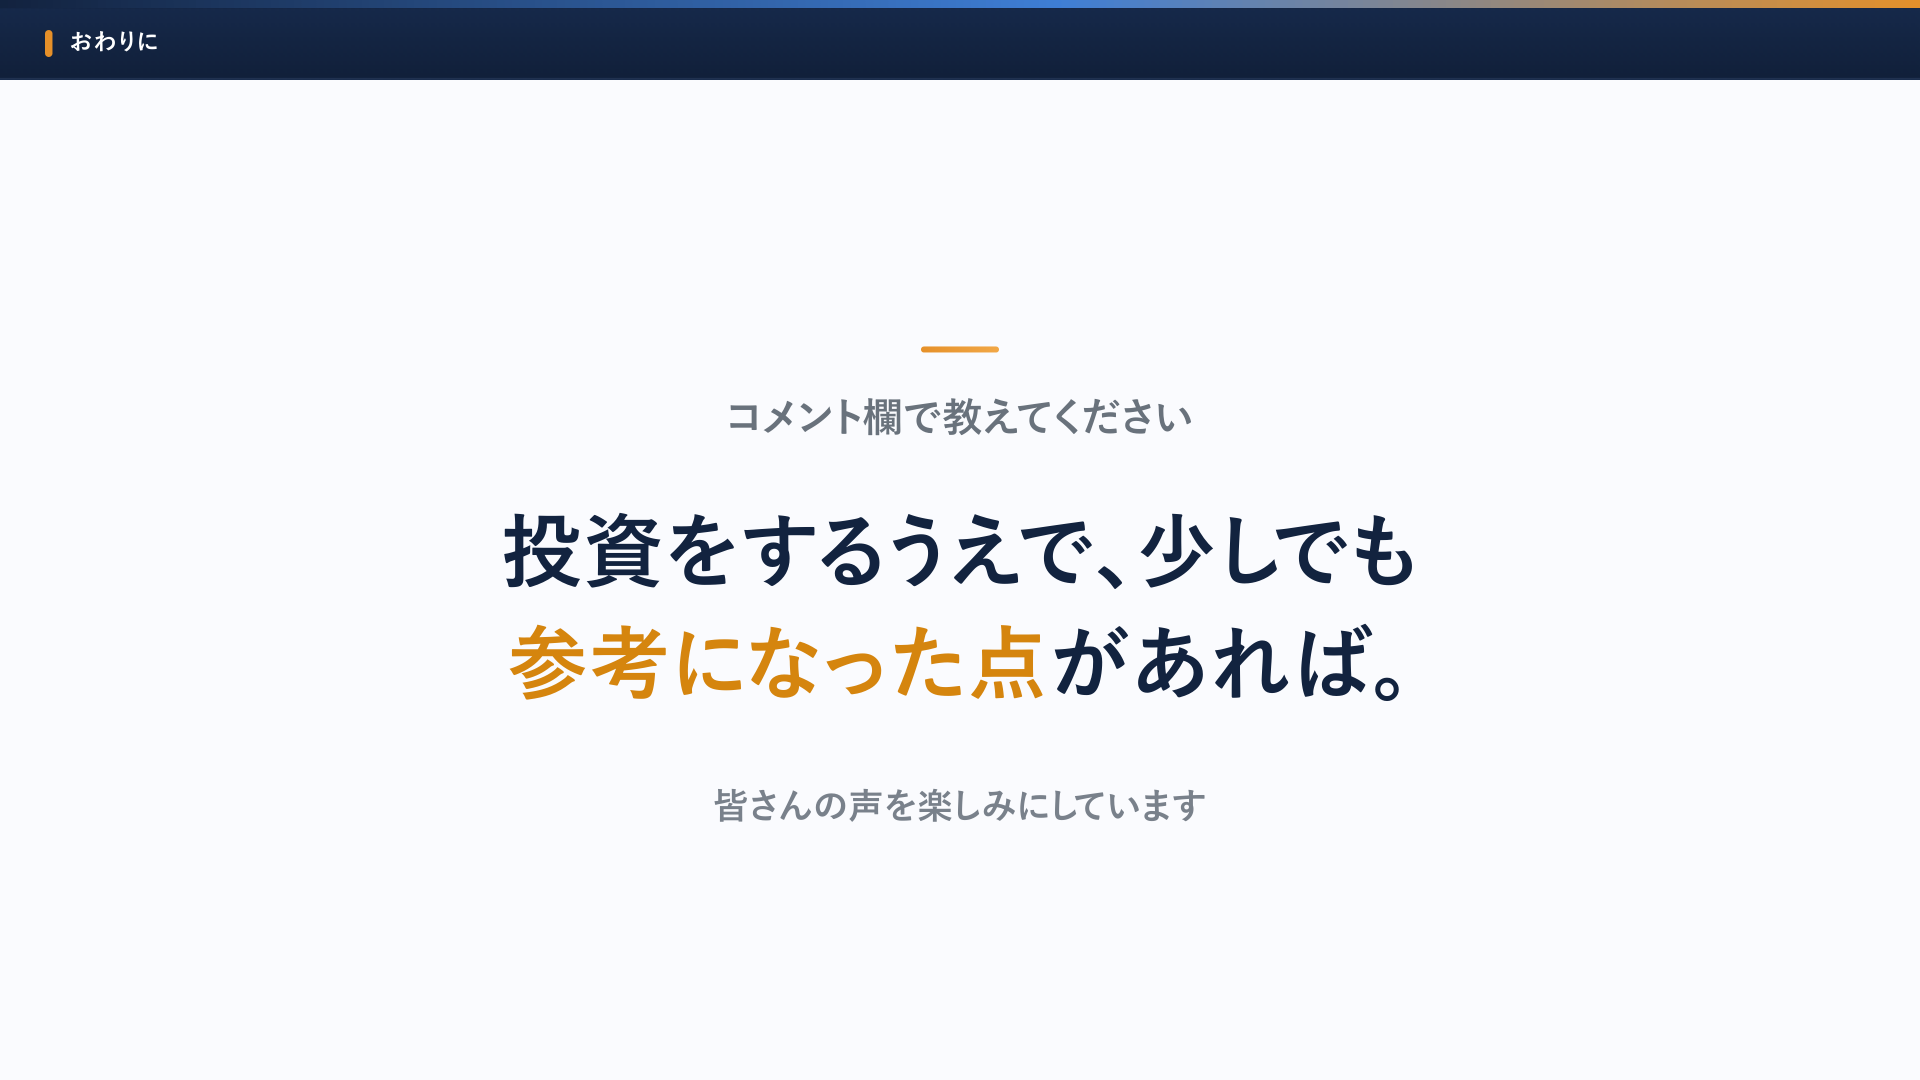 おわりに
コメント欄で教えてください
投資をするうえで、少しでも
参考になった点があれば。
皆さんの声を楽しみにしています